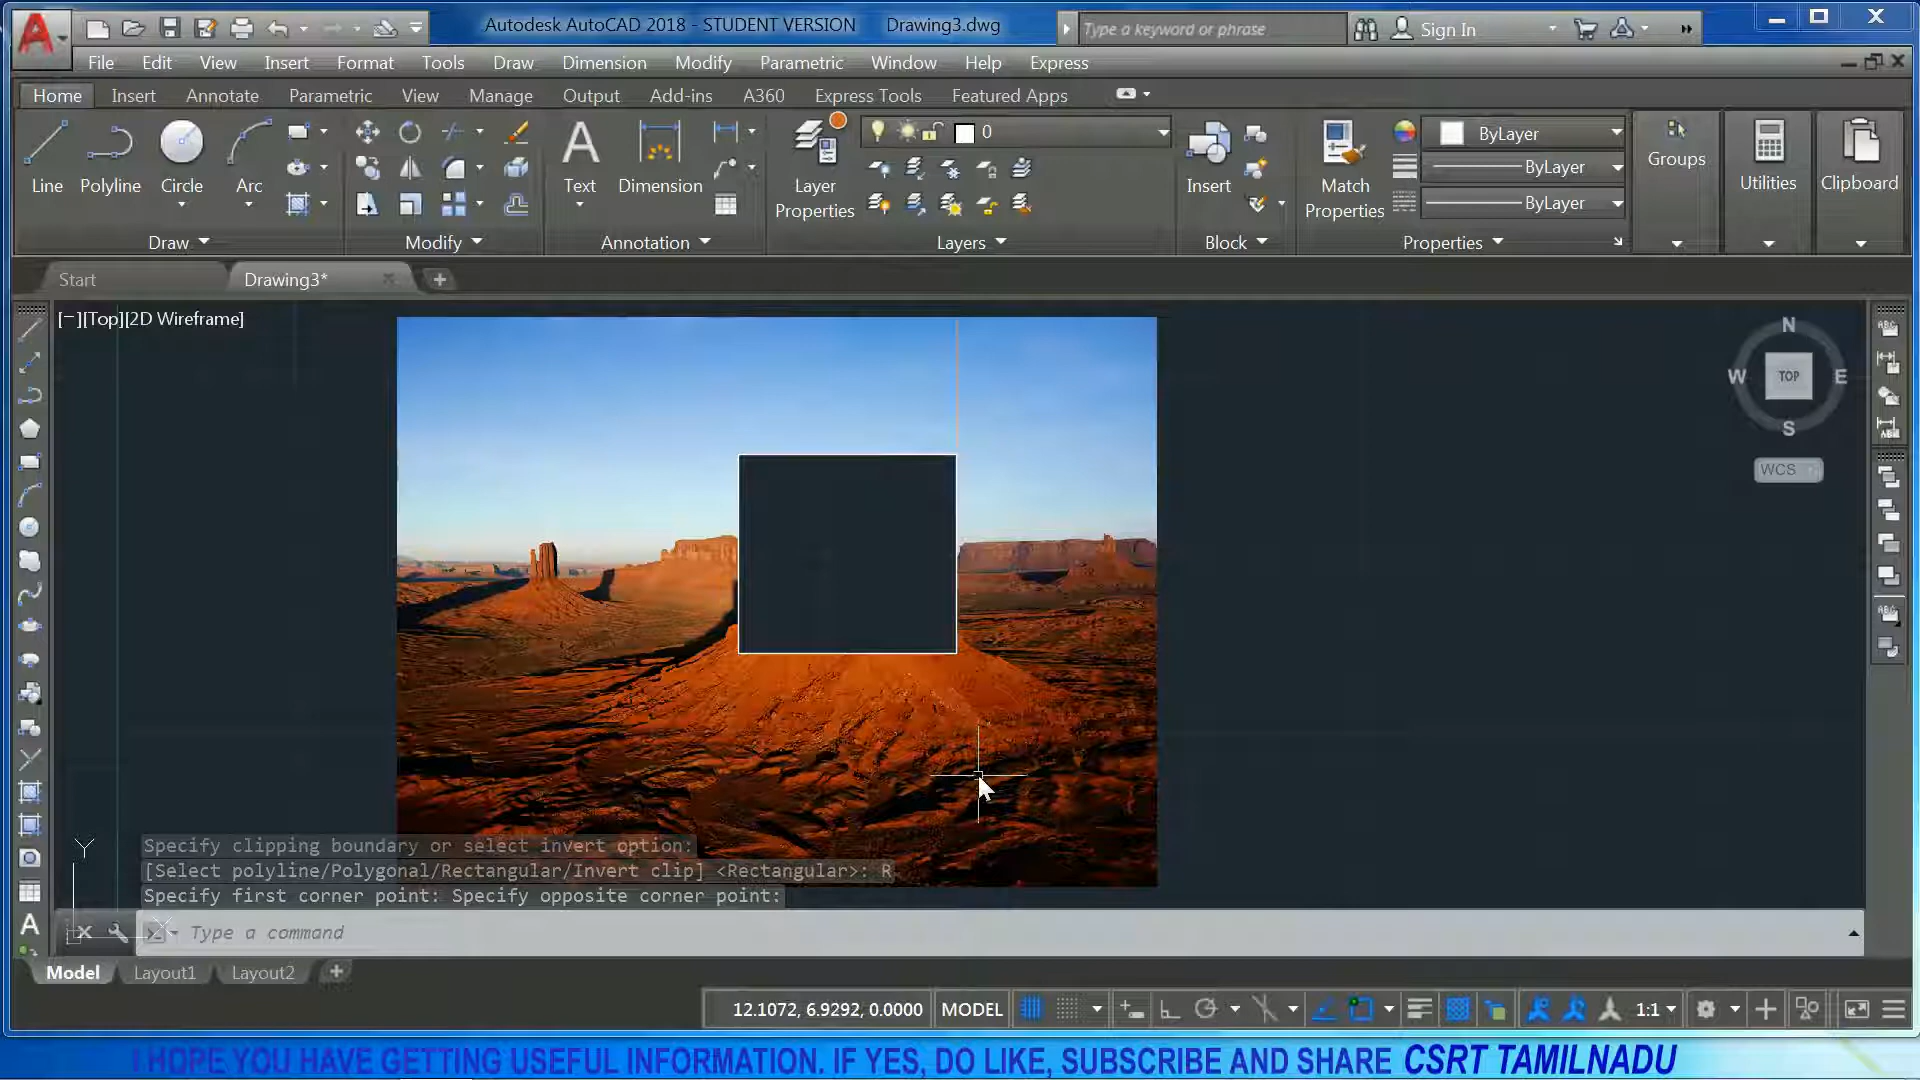 Autodesk AutoCAD 2018 - STUDENT VERSION Drawing3.dwg
Type a keyword or phrase
Sign In
File Edit View Insert Format Tools Draw Dimension Modify Parametric Window Help Express
Home Insert Annotate Parametric View Manage Output Add-ins A360 Express Tools Featured Apps
0
ByLayer
ByLayer
ByLayer
Line Polyline Circle Arc
Text Dimension
Layer Properties
Insert
Match Properties
Groups
Utilities
Clipboard
Draw Modify Annotation Layers Block Properties
Start Drawing3*
[−][Top][2D Wireframe]
N
W TOP E
S
WCS
Specify clipping boundary or select invert option:
[Select polyline/Polygonal/Rectangular/Invert clip] <Rectangular>: R
Specify first corner point: Specify opposite corner point:
Y
X
A
Type a command
Model Layout1 Layout2
12.1072, 6.9292, 0.0000 MODEL 1:1
I HOPE YOU HAVE GETTING USEFUL INFORMATION. IF YES, DO LIKE, SUBSCRIBE AND SHARE CSRT TAMILNADU